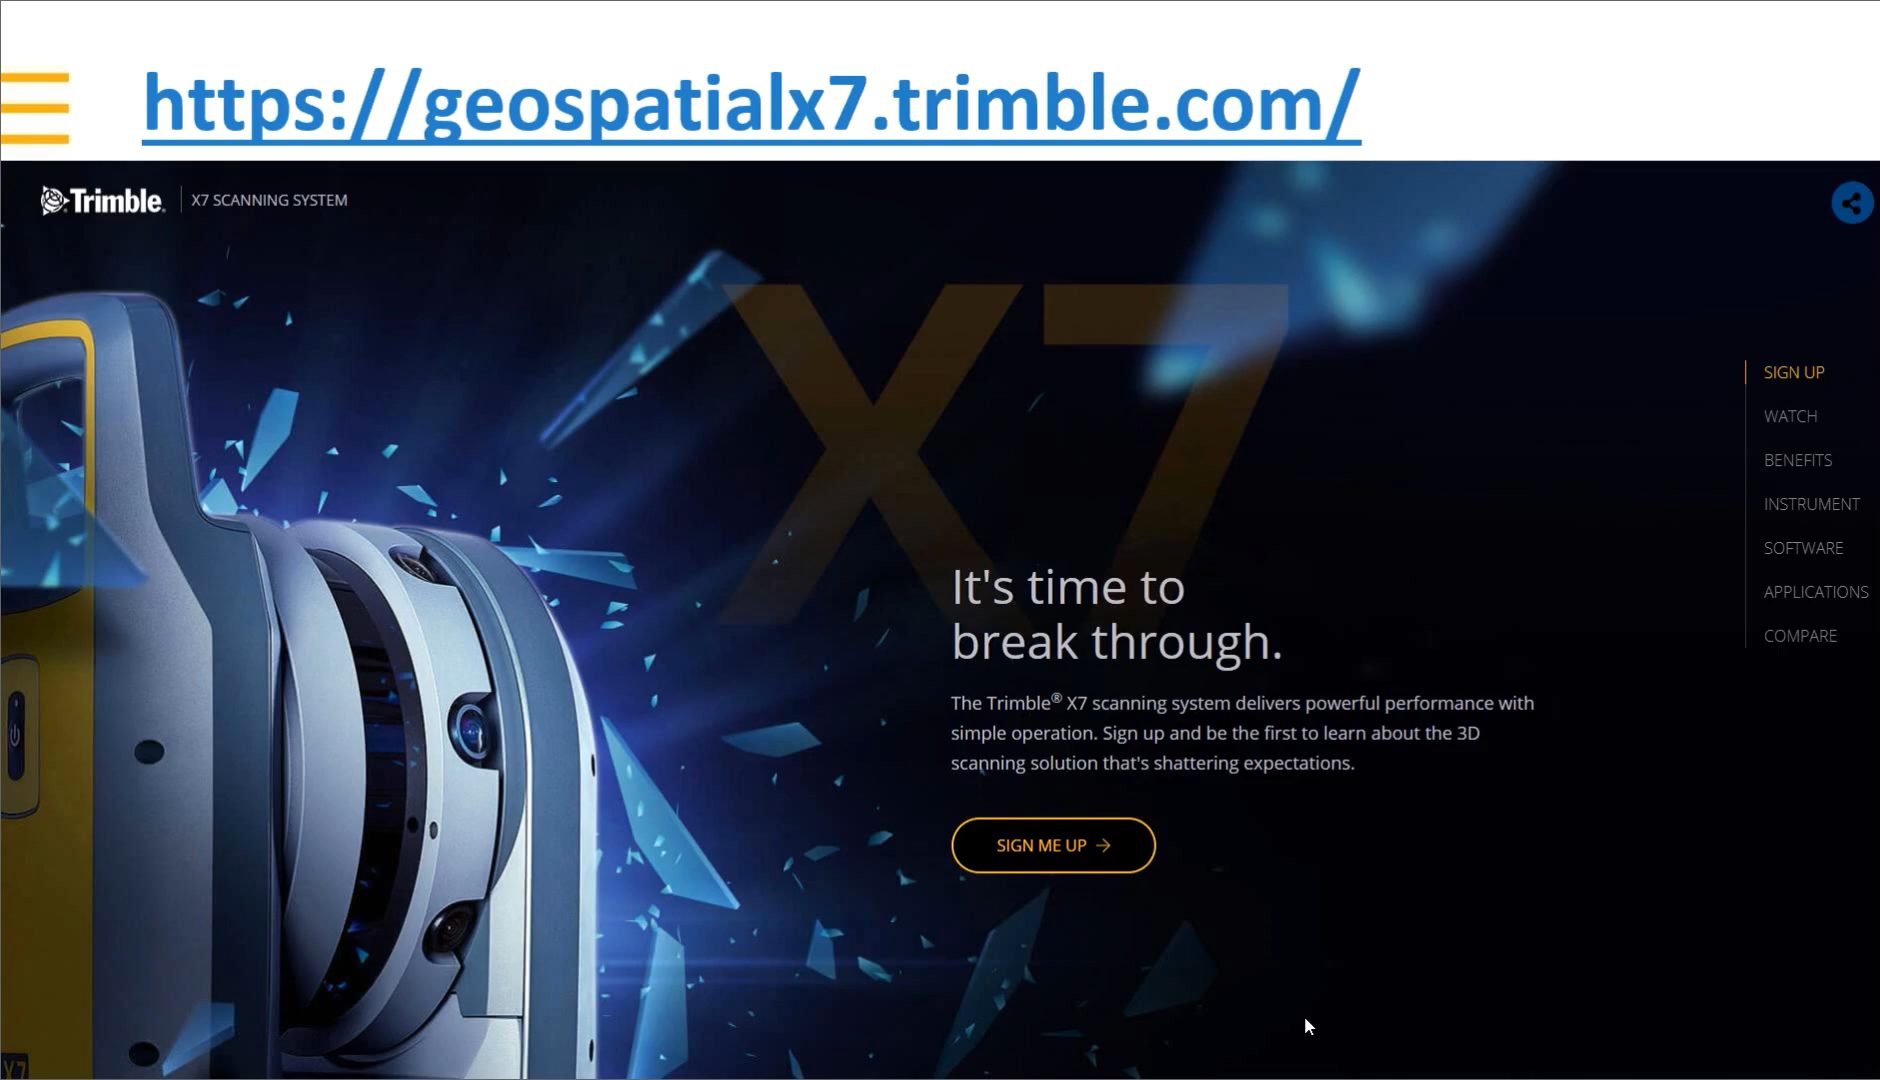 https://geospatialx7.trimble.com/
Trimble. X7 SCANNING SYSTEM
X7
SIGN UP
WATCH
BENEFITS
INSTRUMENT
SOFTWARE
APPLICATIONS
COMPARE
It's time to
break through.
The Trimble® X7 scanning system delivers powerful performance with
simple operation. Sign up and be the first to learn about the 3D
scanning solution that's shattering expectations.
SIGN ME UP →
X7